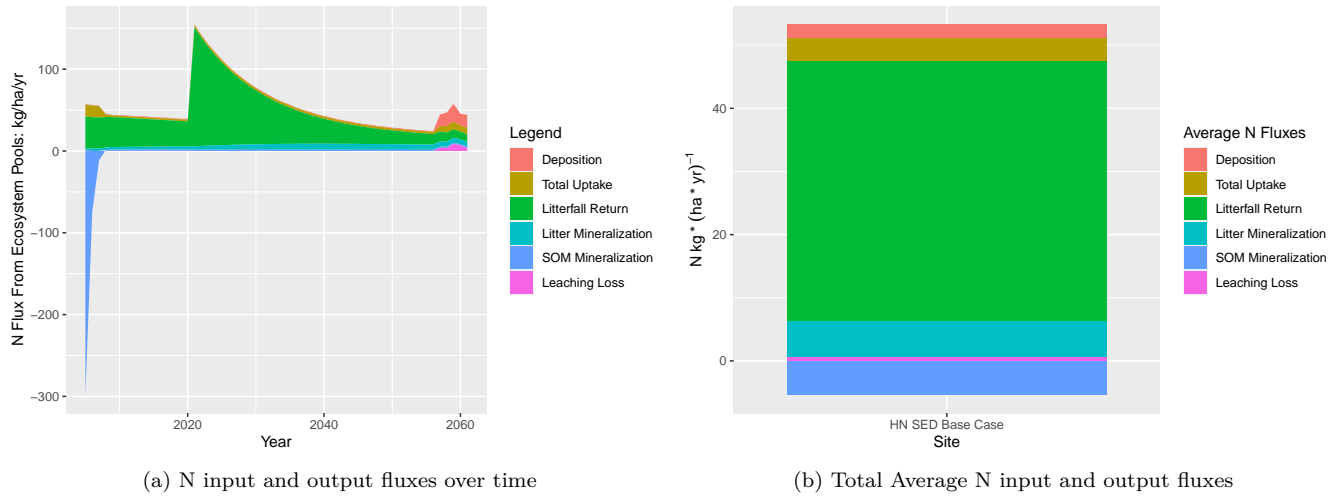 N Flux From Ecosystem Pools: kg/ha/yr
100
0
−100
−200
−300
2020
2040
2060
Year
Legend
Deposition
Total Uptake
Litterfall Return
Litter Mineralization
SOM Mineralization
Leaching Loss
(a) N input and output fluxes over time
N kg * (ha * yr)⁻¹
40
20
0
HN SED Base Case
Site
Average N Fluxes
Deposition
Total Uptake
Litterfall Return
Litter Mineralization
SOM Mineralization
Leaching Loss
(b) Total Average N input and output fluxes